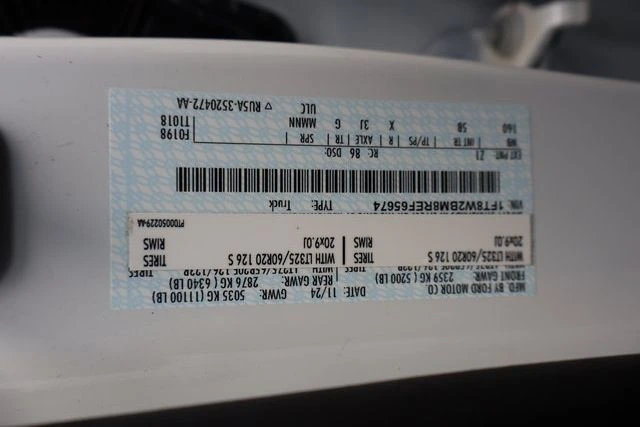 MFD. BY FORD MOTOR CO
DATE: 11/24 GVWR: 5035 KG (11100 LB)
FRONT GAWR: 2359 KG ( 5200 LB)
REAR GAWR: 2876 KG ( 6340 LB)
WITH LT325/60R20 126 S TIRES
20x9.0J RIMS
WITH LT325/60R20 126 S TIRES
20x9.0J RIMS
PT00050229-AA
VIN: 1FT8W2BM8REF65674
TYPE: Truck
EXT PNT: Z1 RC: 86 DSO:
WB INT TR TP/PS R AXLE TR SPR F0198
160 5B X 3J G MMNN T1018
ULC ▽ RU5A-3520472-AA